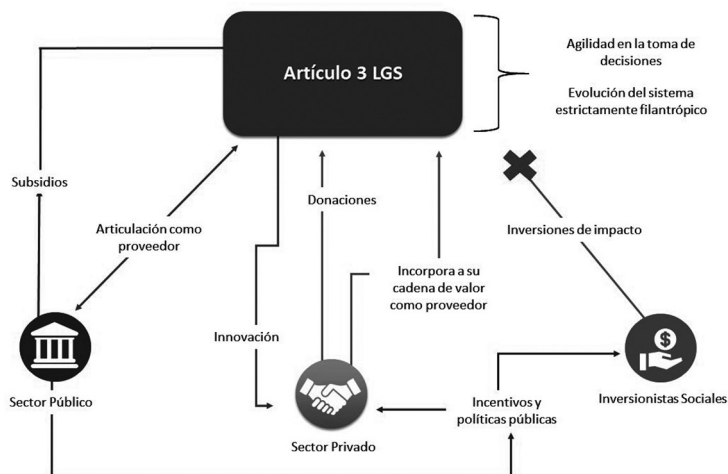 Artículo 3 LGS
Agilidad en la toma de
decisiones
Evolución del sistema
estrictamente filantrópico
Subsidios
Articulación como
proveedor
Donaciones
Inversiones de impacto
Incorpora a su
cadena de valor
como proveedor
Innovación
$
Sector Público
Sector Privado
Incentivos y
políticas públicas
Inversionistas Sociales